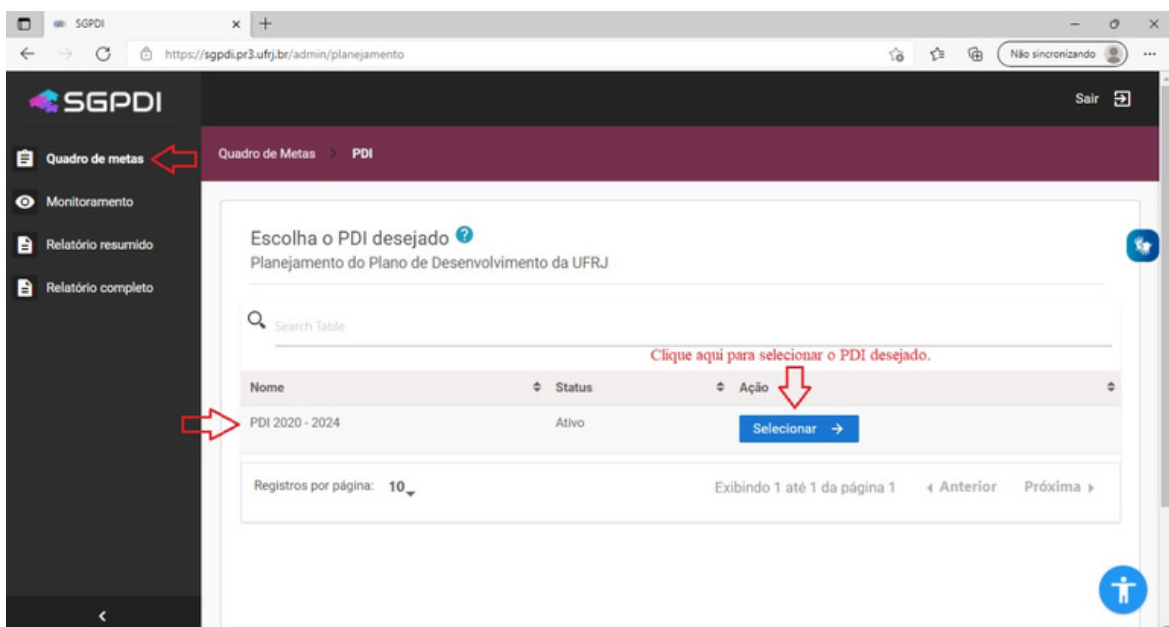 SGPDI
https://sgpdi.pr3.ufrj.br/admin/planejamento
Não sincronizando
SGPDI
Sair
Quadro de metas
Monitoramento
Relatório resumido
Relatório completo
Quadro de Metas
PDI
Escolha o PDI desejado
Planejamento do Plano de Desenvolvimento da UFRJ
Search Table
Clique aqui para selecionar o PDI desejado.
Nome Status Ação
PDI 2020 - 2024 Ativo Selecionar
Registros por página: 10 Exibindo 1 até 1 da página 1 Anterior Próxima